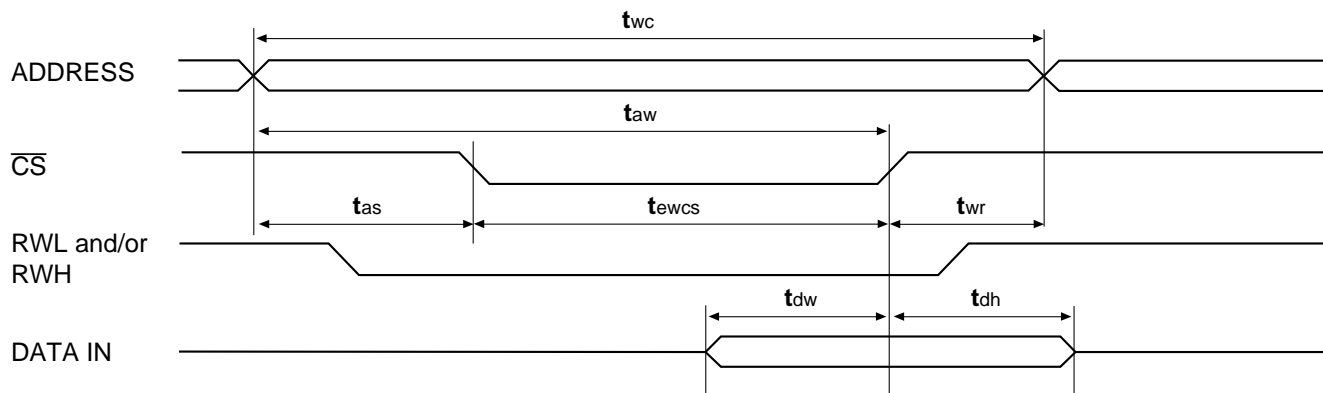 twc
ADDRESS
taw
CS
tas
tewcs
twr
RWL and/or
RWH
tdw
tdh
DATA IN